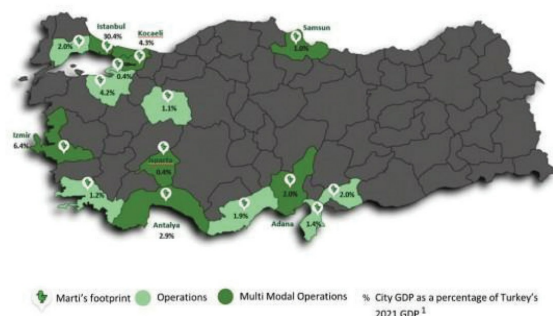 Istanbul
30.4%
Kocaeli
4.3%
Samsun
1.0%
2.0%
0.4%
4.2%
1.1%
Izmir
6.4%
Isparta
0.4%
1.2%
Antalya
2.9%
1.9%
Adana
2.0%
2.0%
1.4%
Marti's footprint
Operations
Multi Modal Operations
% City GDP as a percentage of Turkey's
2021 GDP.1